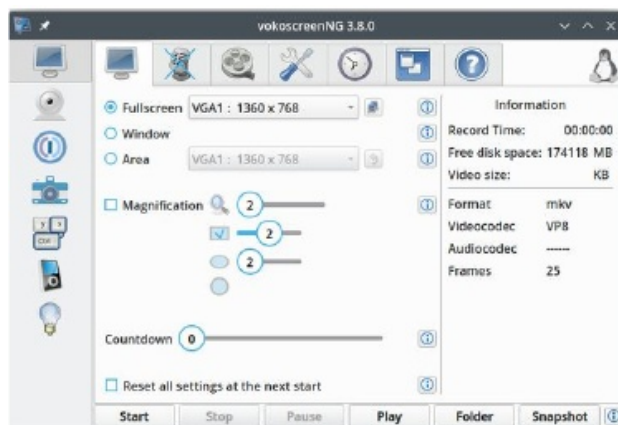 vokoscreenNG 3.8.0
Fullscreen VGA1 : 1360 x 768
Window
Area VGA1 : 1360 x 768
Magnification 2
2
2
Countdown 0
Reset all settings at the next start
Information
Record Time: 00:00:00
Free disk space: 174118 MB
Video size: KB
Format mkv
Videocodec VP8
Audiocodec ------
Frames 25
Start Stop Pause Play Folder Snapshot